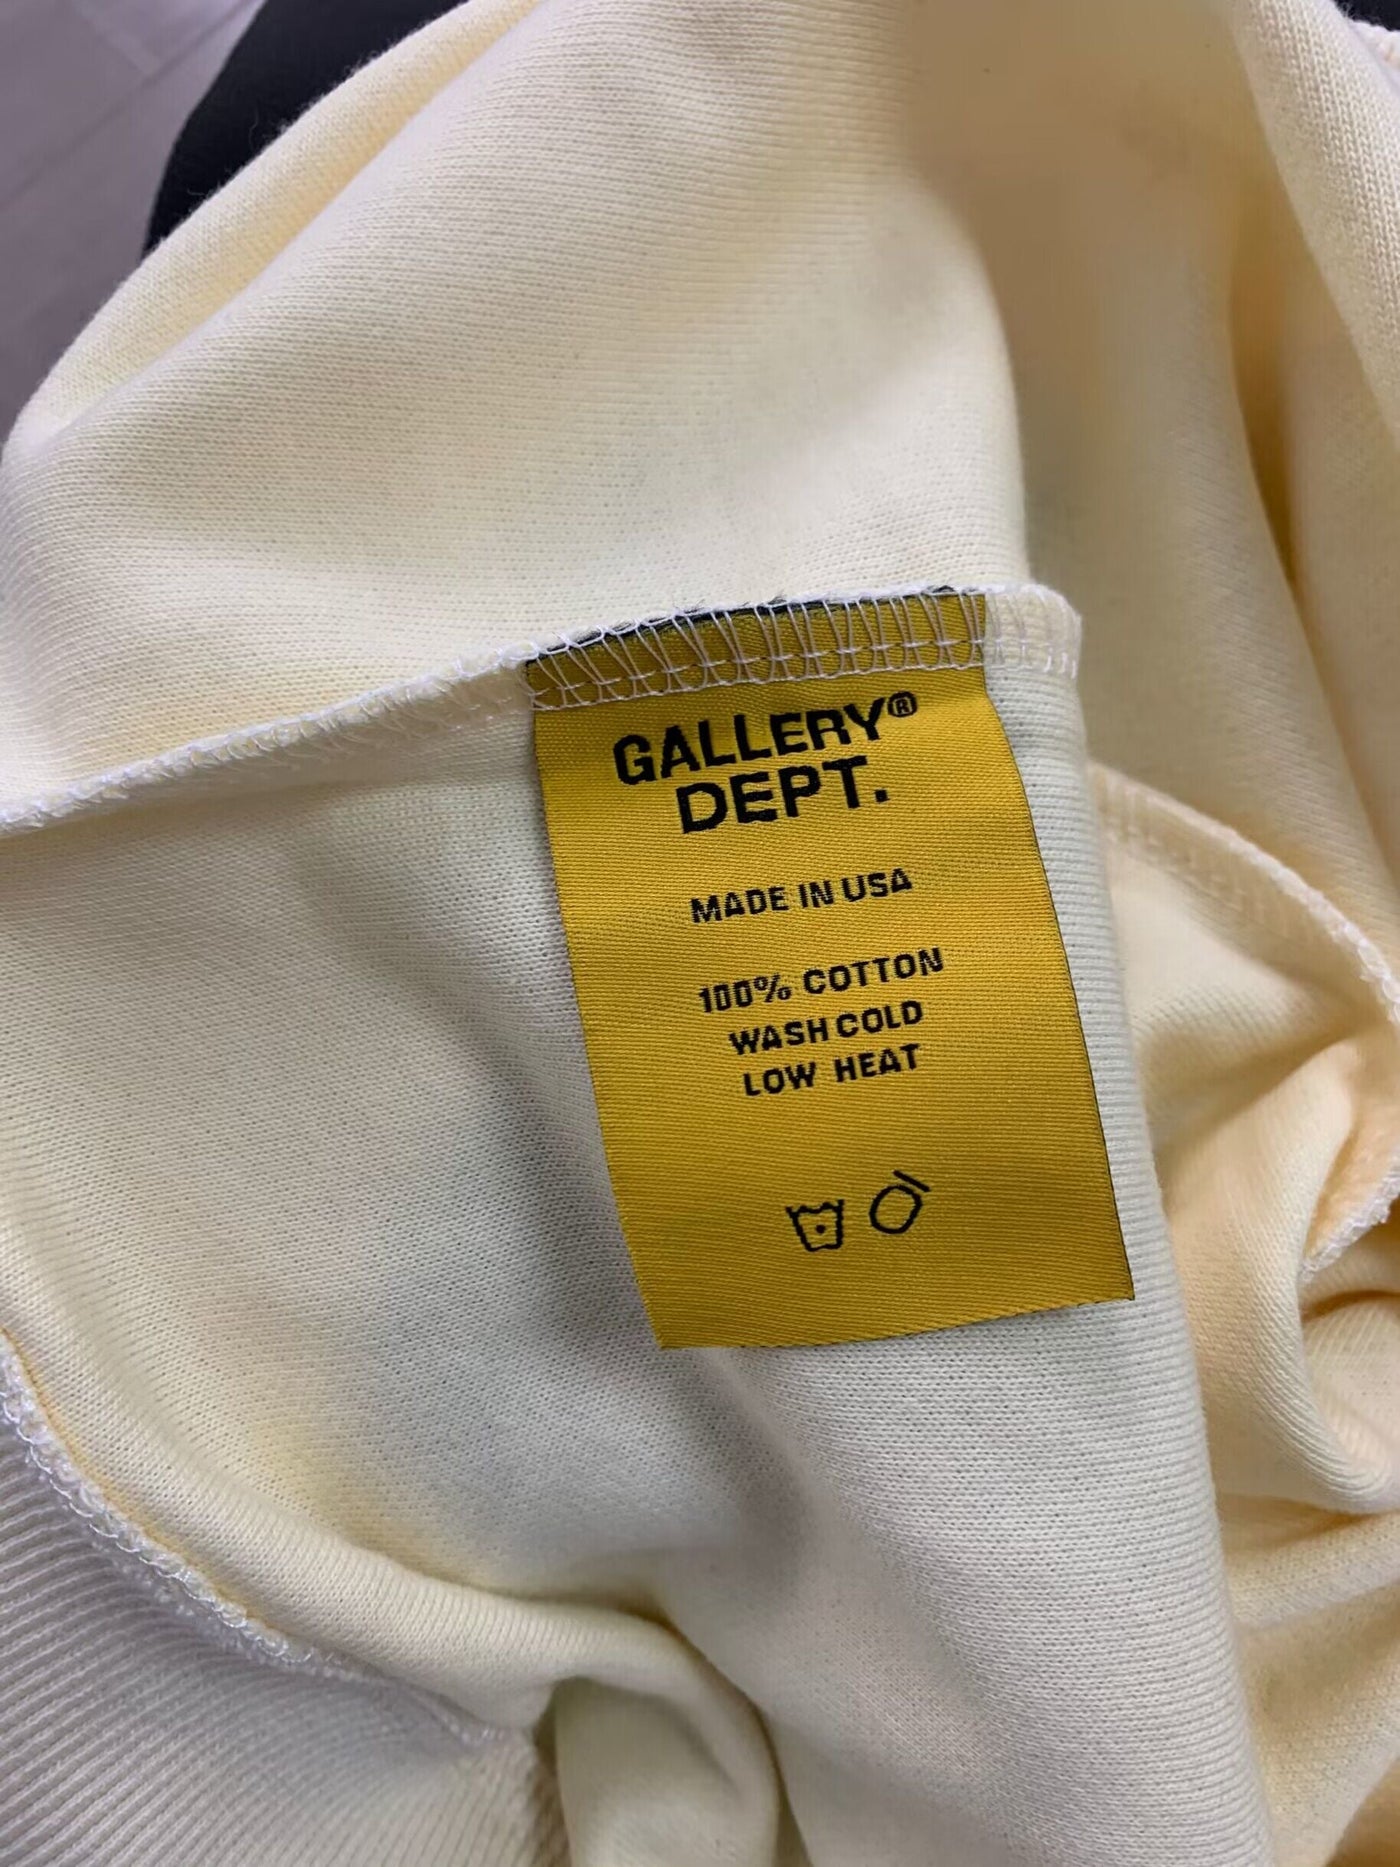 GALLERY®
DEPT.
MADE IN USA
100% COTTON
WASH COLD
LOW HEAT